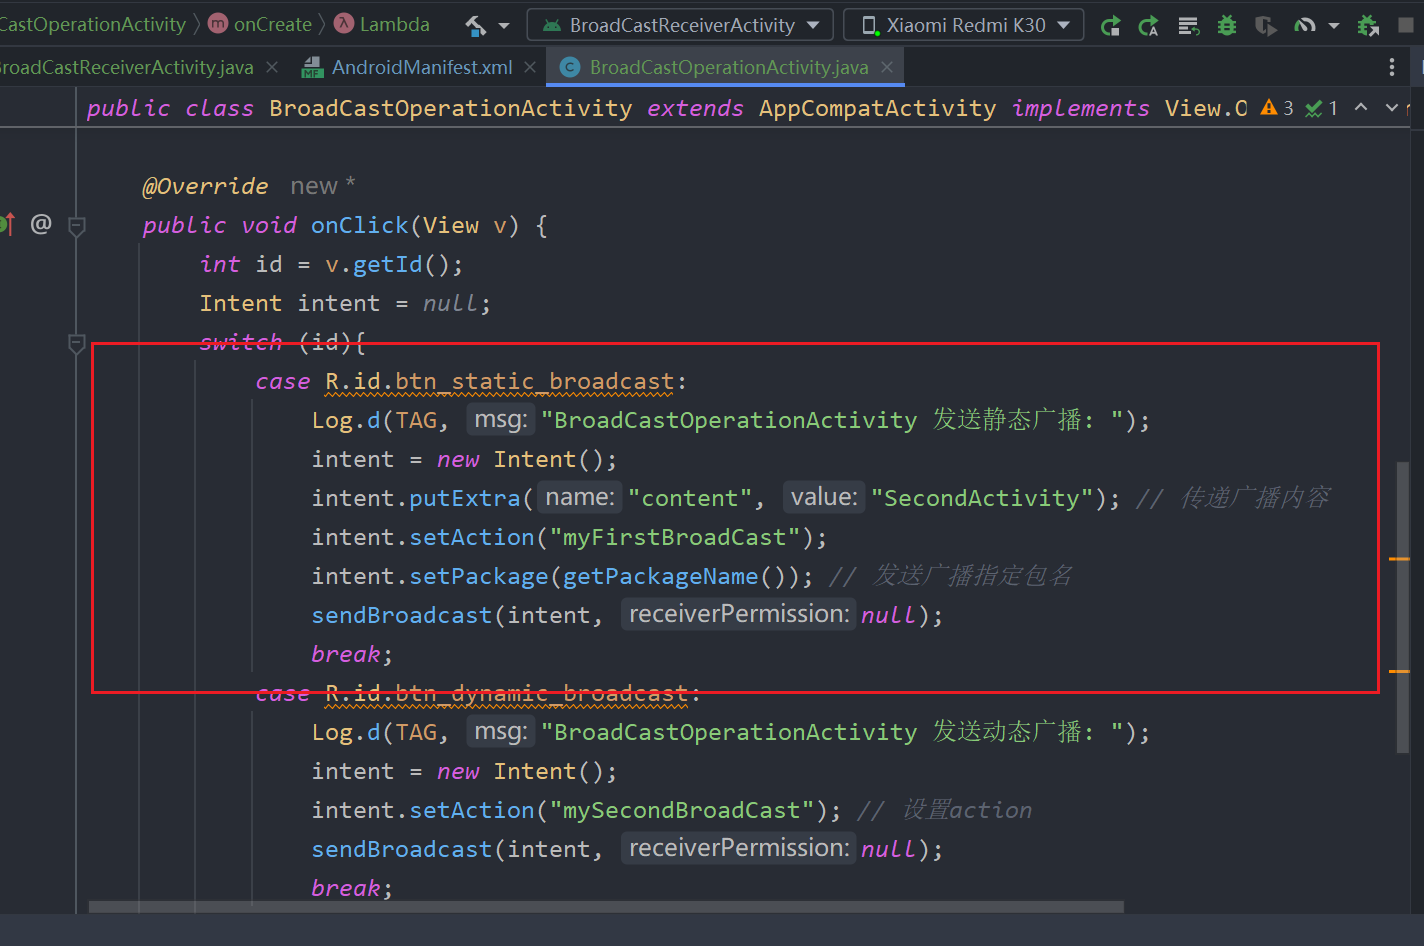 CastOperationActivity > m onCreate > λ Lambda BroadCastReceiverActivity Xiaomi Redmi K30
roadCastReceiverActivity.java AndroidManifest.xml BroadCastOperationActivity.java
public class BroadCastOperationActivity extends AppCompatActivity implements View.O 3 1
@Override new *
public void onClick(View v) {
int id = v.getId();
Intent intent = null;
switch (id){
case R.id.btn_static_broadcast:
Log.d(TAG, msg: "BroadCastOperationActivity 发送静态广播: ");
intent = new Intent();
intent.putExtra( name: "content", value: "SecondActivity"); // 传递广播内容
intent.setAction("myFirstBroadCast");
intent.setPackage(getPackageName()); // 发送广播指定包名
sendBroadcast(intent, receiverPermission: null);
break;
case R.id.btn_dynamic_broadcast:
Log.d(TAG, msg: "BroadCastOperationActivity 发送动态广播: ");
intent = new Intent();
intent.setAction("mySecondBroadCast"); // 设置action
sendBroadcast(intent, receiverPermission: null);
break;